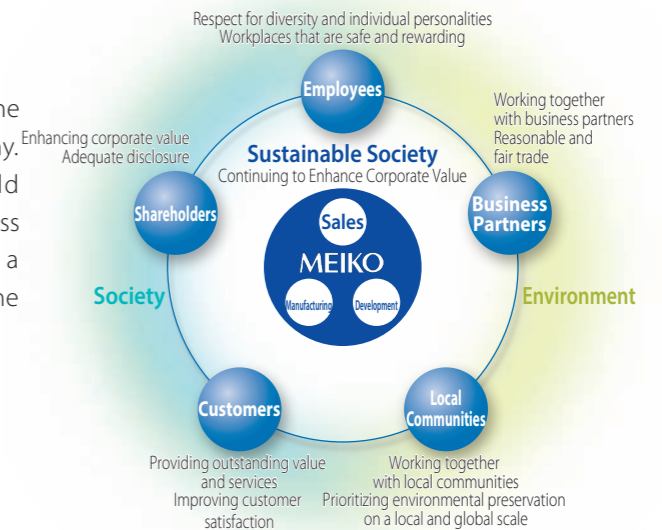 Respect for diversity and individual personalities
Workplaces that are safe and rewarding
Employees
Working together
with business partners
Reasonable and
fair trade
Enhancing corporate value
Adequate disclosure
Sustainable Society
Continuing to Enhance Corporate Value
Shareholders
Business
Partners
Sales
MEIKO
Manufacturing
Development
Society
Environment
Customers
Local
Communities
Providing outstanding value
and services
Improving customer
satisfaction
Working together
with local communities
Prioritizing environmental preservation
on a local and global scale
a